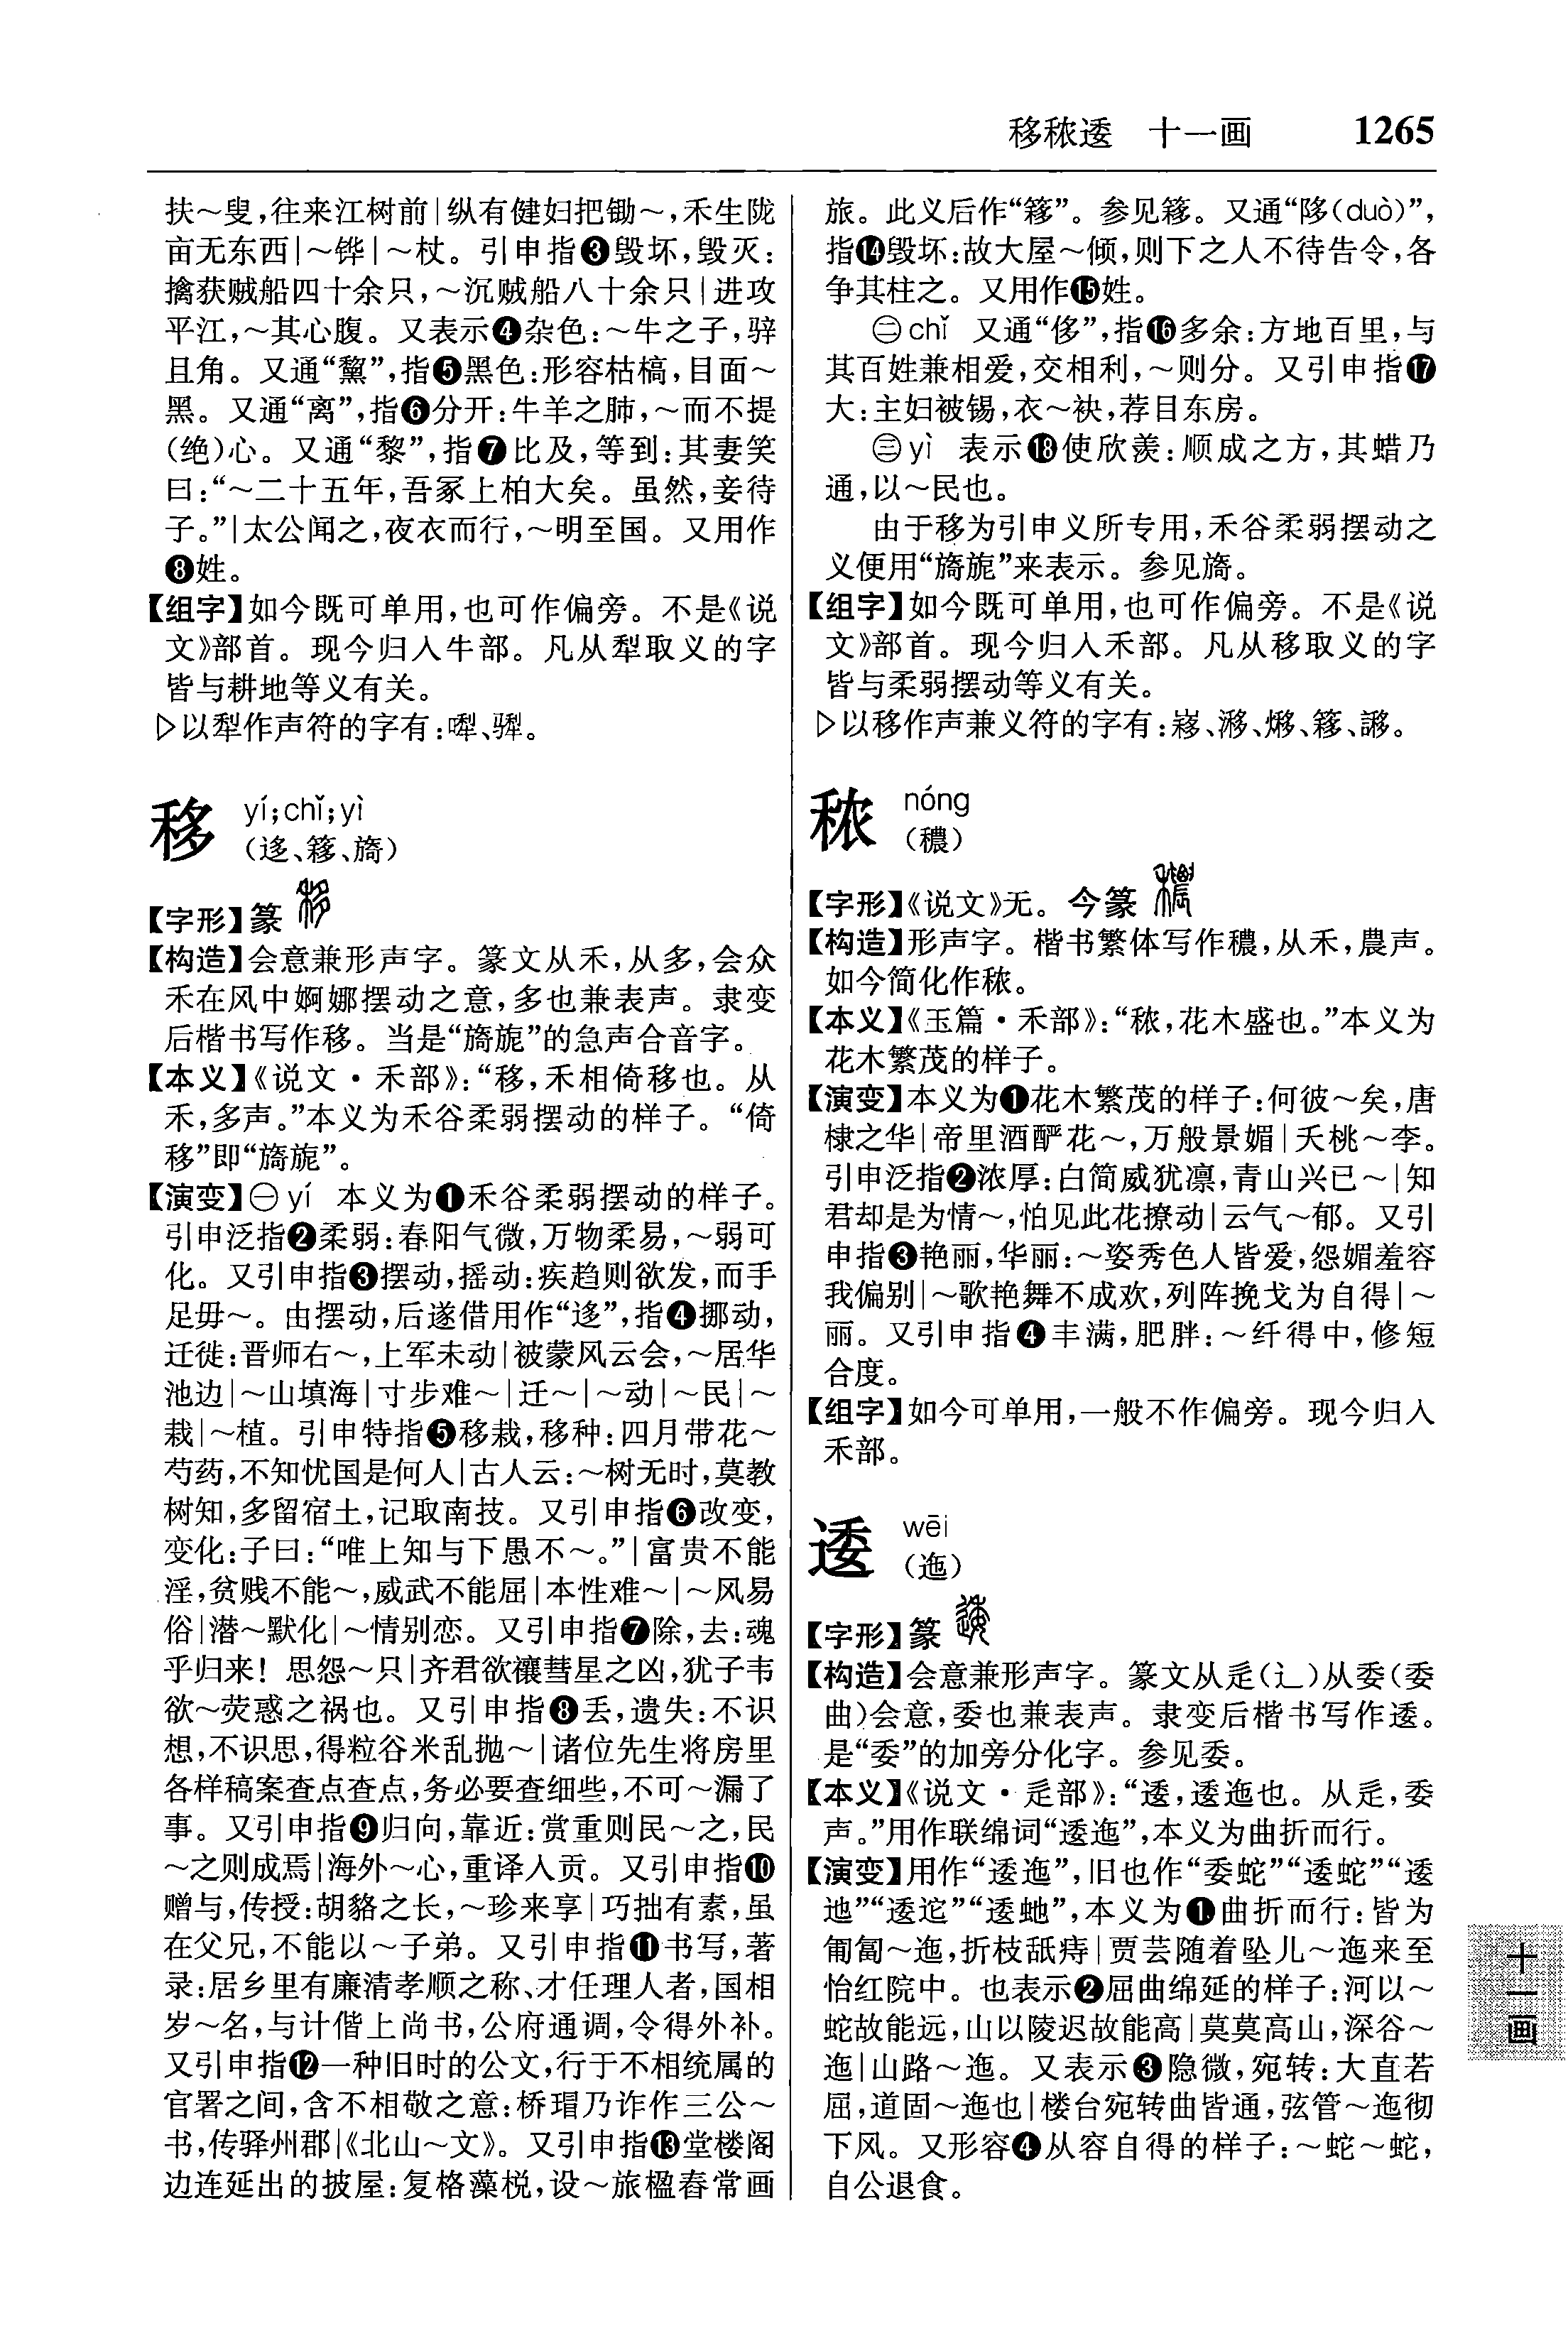 移秾逶 十一画 1265
扶～叟,往来江树前|纵有健妇把锄～,禾生陇
亩无东西|～铧|～杖。引申指❸毁坏,毁灭:
擒获贼船四十余只,～沉贼船八十余只|进攻
平江,～其心腹。又表示❹杂色:～牛之子,骍
且角。又通“黧”,指❺黑色:形容枯槁,目面～
黑。又通“离”,指❻分开:牛羊之肺,～而不提
(绝)心。又通“黎”,指❼比及,等到:其妻笑
曰:“～二十五年,吾冢上柏大矣。虽然,妾待
子。”|太公闻之,夜衣而行,～明至国。又用作
❽姓。
【组字】如今既可单用,也可作偏旁。不是《说
文》部首。现今归入牛部。凡从犁取义的字
皆与耕地等义有关。
▷以犁作声符的字有:
移 yí;chǐ;yì
(迻、簃、旖)
【字形】篆
【构造】会意兼形声字。篆文从禾,从多,会众
禾在风中婀娜摆动之意,多也兼表声。隶变
后楷书写作移。当是“旖旎”的急声合音字。
【本义】《说文·禾部》:“移,禾相倚移也。从
禾,多声。”本义为禾谷柔弱摆动的样子。“倚
移”即“旖旎”。
【演变】㊀yí 本义为❶禾谷柔弱摆动的样子。
引申泛指❷柔弱:春阳气微,万物柔易,～弱可
化。又引申指❸摆动,摇动:疾趋则欲发,而手
足毋～。由摆动,后遂借用作“迻”,指❹挪动,
迁徙:晋师右～,上军未动|被蒙风云会,～居华
池边|～山填海|寸步难～|迁～|～动|～民|～
栽|～植。引申特指❺移栽,移种:四月带花～
芍药,不知忧国是何人|古人云:～树无时,莫教
树知,多留宿土,记取南技。又引申指❻改变,
变化:子曰:“唯上知与下愚不～。”|富贵不能
淫,贫贱不能～,威武不能屈|本性难～|～风易
俗|潜～默化|～情别恋。又引申指❼除,去:魂
乎归来! 思怨～只|齐君欲禳彗星之凶,犹子韦
欲～荧惑之祸也。又引申指❽丢,遗失:不识
想,不识思,得粒谷米乱抛～|诸位先生将房里
各样稿案查点查点,务必要查细些,不可～漏了
事。又引申指❾归向,靠近:赏重则民～之,民
～之则成焉|海外～心,重译入贡。又引申指❿
赠与,传授:胡貉之长,～珍来享|巧拙有素,虽
在父兄,不能以～子弟。又引申指⓫书写,著
录:居乡里有廉清孝顺之称、才任理人者,国相
岁～名,与计偕上尚书,公府通调,令得外补。
又引申指⓬一种旧时的公文,行于不相统属的
官署之间,含不相敬之意:桥瑁乃诈作三公～
书,传驿州郡|《北山～文》。又引申指⓭堂楼阁
边连延出的披屋:复格藻棁,设～旅楹舂常画
旅。此义后作“簃”。参见簃。又通“陊(duò)”,
指⓮毁坏:故大屋～倾,则下之人不待告令,各
争其柱之。又用作⓯姓。
㊁chǐ 又通“侈”,指⓰多余:方地百里,与
其百姓兼相爱,交相利,～则分。又引申指⓱
大:主妇被锡,衣～袂,荐目东房。
㊂yì 表示⓲使欣羡:顺成之方,其蜡乃
通,以～民也。
由于移为引申义所专用,禾谷柔弱摆动之
义便用“旖旎”来表示。参见旖。
【组字】如今既可单用,也可作偏旁。不是《说
文》部首。现今归入禾部。凡从移取义的字
皆与柔弱摆动等义有关。
▷以移作声兼义符的字有:簃、
秾 nóng
(穠)
【字形】《说文》无。今篆
【构造】形声字。楷书繁体写作穠,从禾,農声。
如今简化作秾。
【本义】《玉篇·禾部》:“秾,花木盛也。”本义为
花木繁茂的样子。
【演变】本义为❶花木繁茂的样子:何彼～矣,唐
棣之华|帝里酒酽花～,万般景媚|夭桃～李。
引申泛指❷浓厚:白简威犹凛,青山兴已～|知
君却是为情～,怕见此花撩动|云气～郁。又引
申指❸艳丽,华丽:～姿秀色人皆爱,怨媚羞容
我偏别|～歌艳舞不成欢,列阵挽戈为自得|～
丽。又引申指❹丰满,肥胖:～纤得中,修短
合度。
【组字】如今可单用,一般不作偏旁。现今归入
禾部。
逶 wēi
(迤)
【字形】篆
【构造】会意兼形声字。篆文从辵(辶)从委(委
曲)会意,委也兼表声。隶变后楷书写作逶。
是“委”的加旁分化字。参见委。
【本义】《说文·辵部》:“逶,逶迤也。从辵,委
声。”用作联绵词“逶迤”,本义为曲折而行。
【演变】用作“逶迤”,旧也作“委蛇”“逶蛇”“逶
迆”“逶迱”“逶虵”,本义为❶曲折而行:皆为
匍匐～迤,折枝舐痔|贾芸随着坠儿～迤来至
怡红院中。也表示❷屈曲绵延的样子:河以～
蛇故能远,山以陵迟故能高|莫莫高山,深谷～
迤|山路～迤。又表示❸隐微,宛转:大直若
屈,道固～迤也|楼台宛转曲皆通,弦管～迤彻
下风。又形容❹从容自得的样子:～蛇～蛇,
自公退食。
十一画